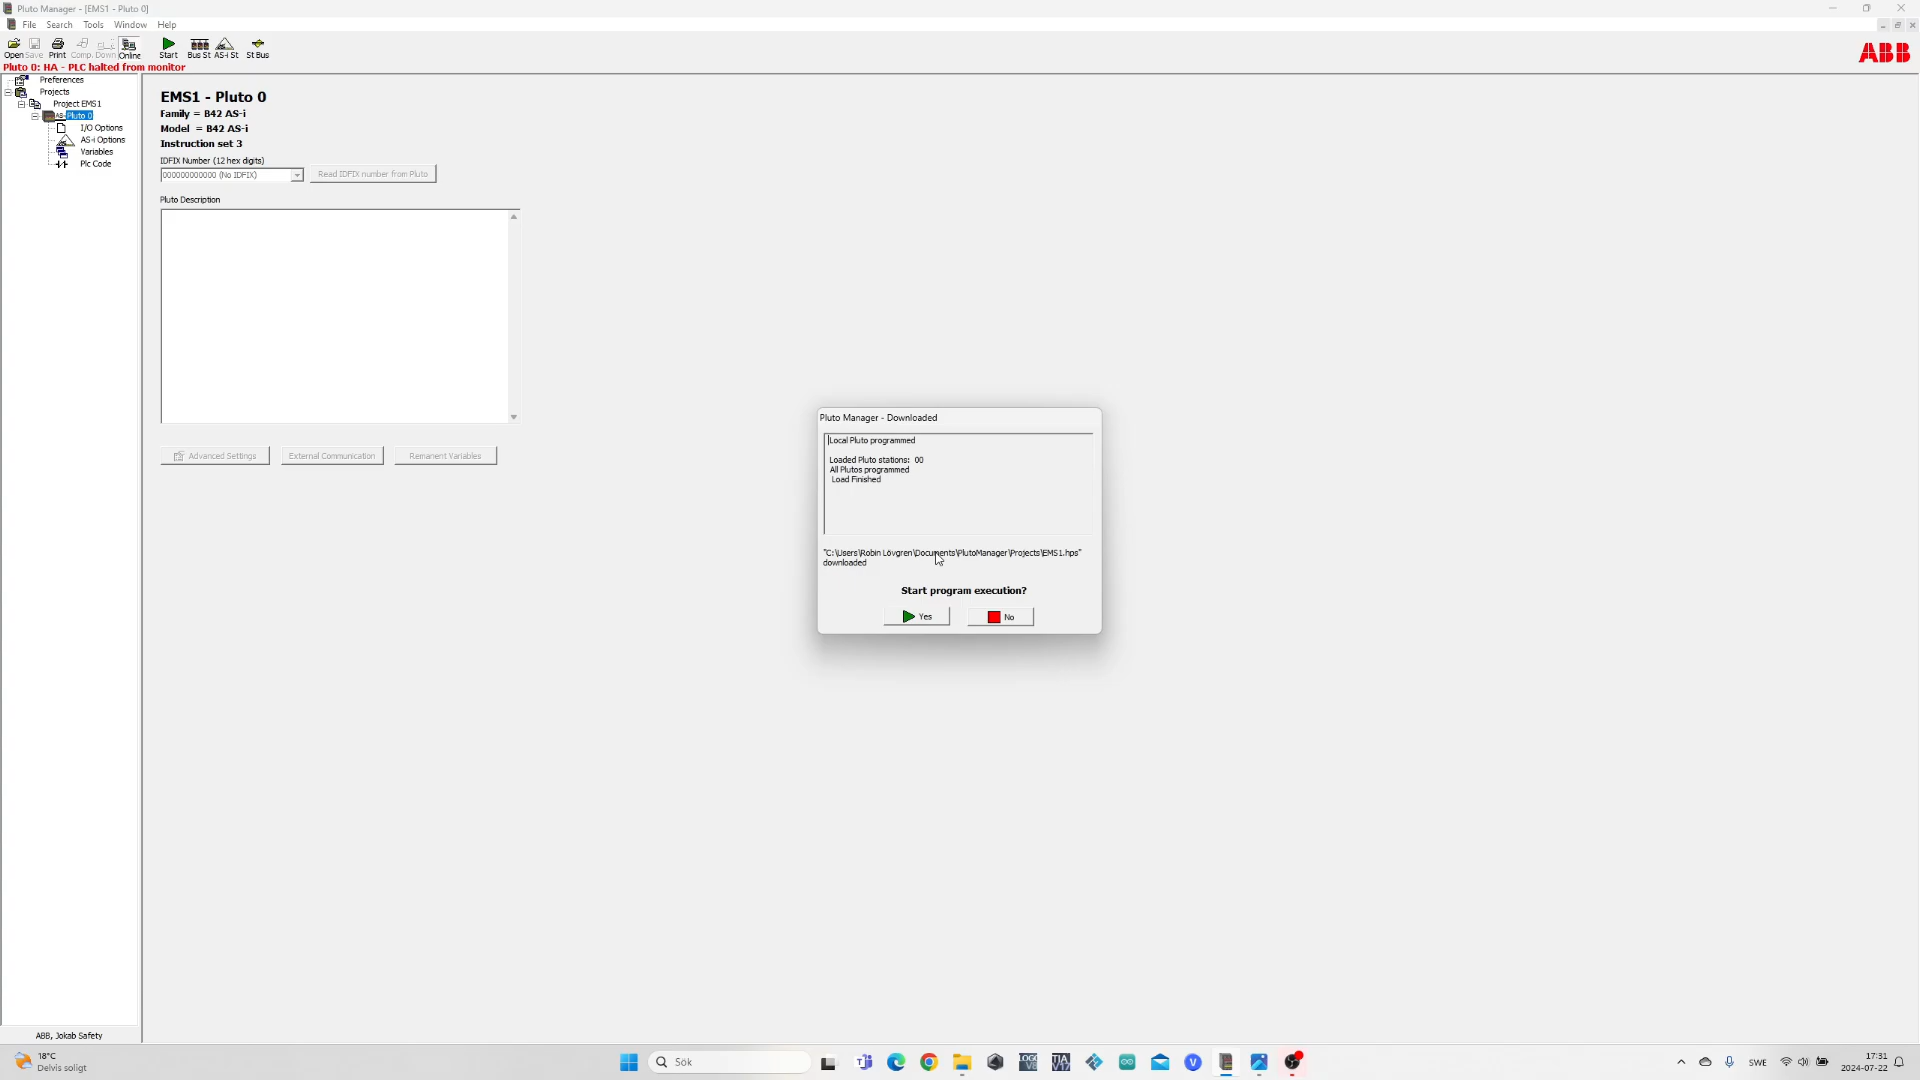 Pluto Manager - [EMS1 - Pluto 0]
File Search Tools Window Help
Open Save Print Comp. Down Online Start Bus St AS-i St St Bus
ABB
Pluto 0: HA - PLC halted from monitor
Preferences
Projects
Project EMS1
Pluto 0
I/O Options
AS-i Options
Variables
Plc Code
EMS1 - Pluto 0
Family = B42 AS-i
Model = B42 AS-i
Instruction set 3
IDFIX Number (12 hex digits)
000000000000 (No IDFIX)
Read IDFIX number from Pluto
Pluto Description
Advanced Settings
External Communication
Remanent Variables
Pluto Manager - Downloaded
Local Pluto programmed
Loaded Pluto stations: 00
All Plutos programmed
Load Finished
"C:\Users\Robin Lövgren\Documents\PlutoManager\Projects\EMS1.hps"
downloaded
Start program execution?
Yes
No
ABB, Jokab Safety
18°C
Delvis soligt
Sök
LOGO V8
TIA V17
SWE
17:31
2024-07-22